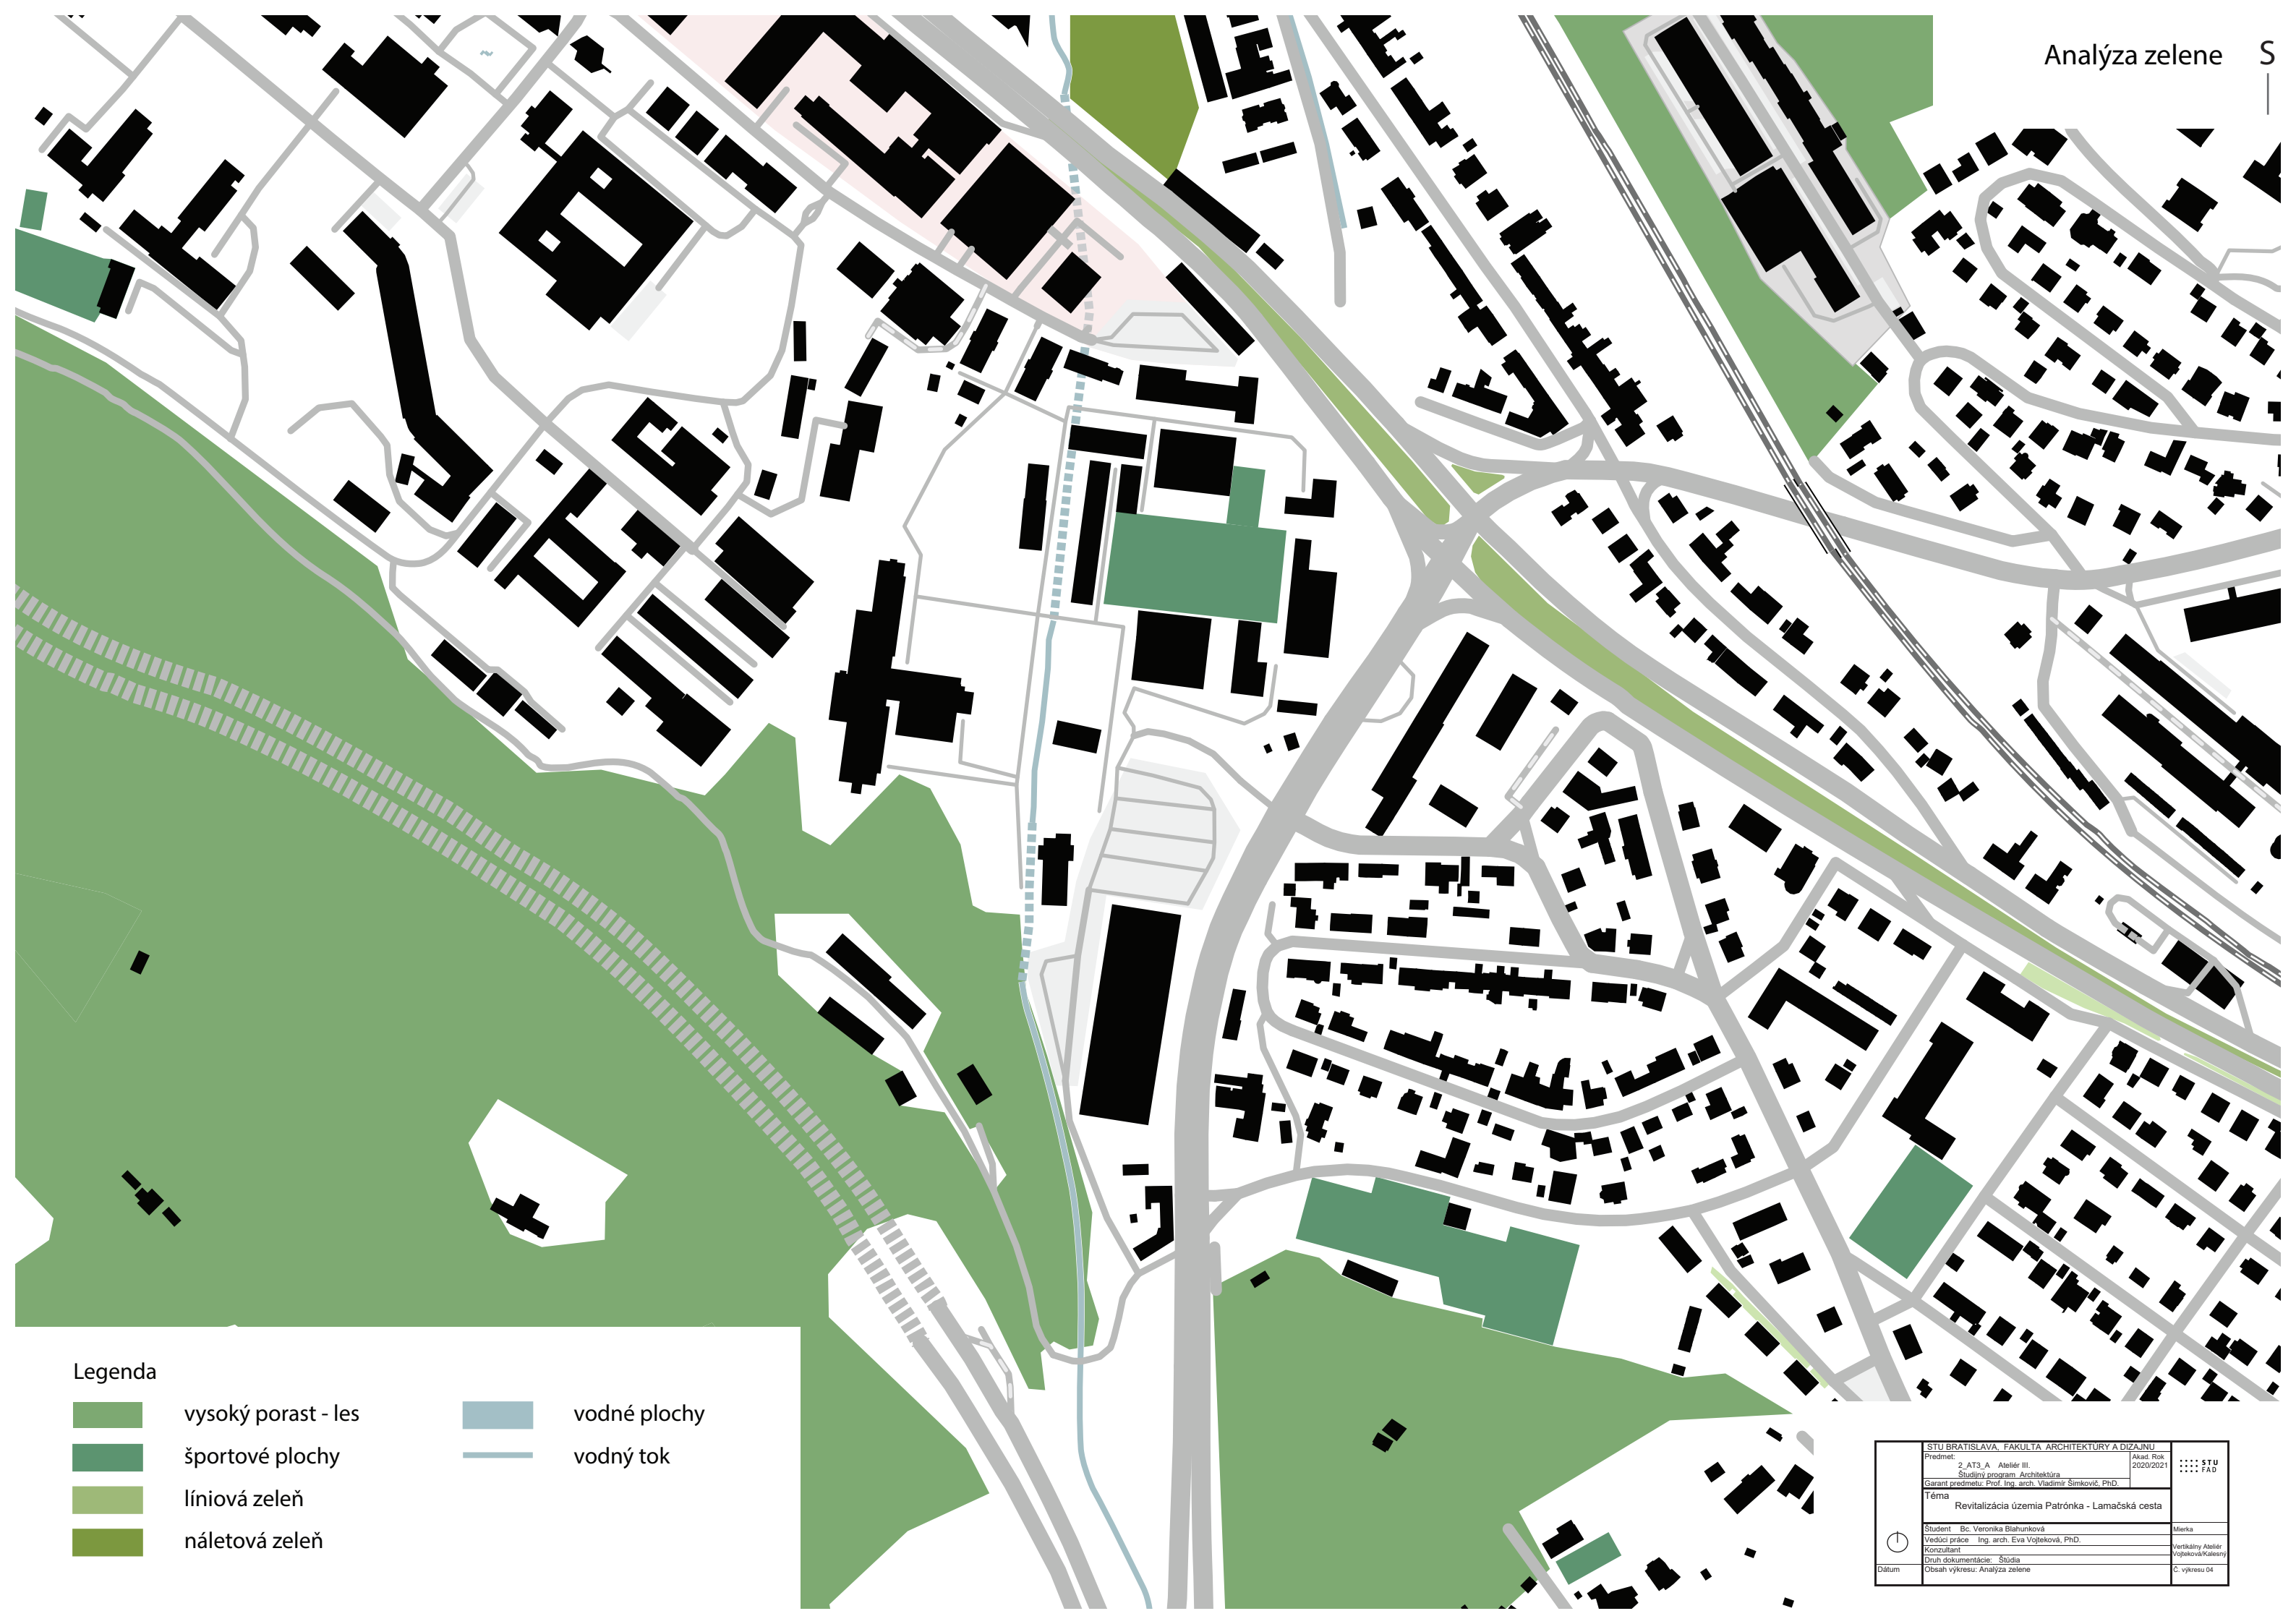 Analýza zelene S
Legenda
vysoký porast - les
športové plochy
líniová zeleň
náletová zeleň
vodné plochy
vodný tok
STU BRATISLAVA, FAKULTA ARCHITEKTÚRY A DIZAJNU
Predmet:
2_AT3_A Ateliér III.
Študijný program Architektúra
Garant predmetu: Prof. Ing. arch. Vladimír Šimkovič, PhD.
Akad. Rok
2020/2021
STU
FAD
Téma
Revitalizácia územia Patrónka - Lamačská cesta
Študent Bc. Veronika Blahunková
Vedúci práce Ing. arch. Eva Vojteková, PhD.
Konzultant
Druh dokumentácie: Štúdia
Obsah výkresu: Analýza zelene
Mierka
Vertikálny Ateliér
Vojteková/Kalesný
Č. výkresu 04
Dátum